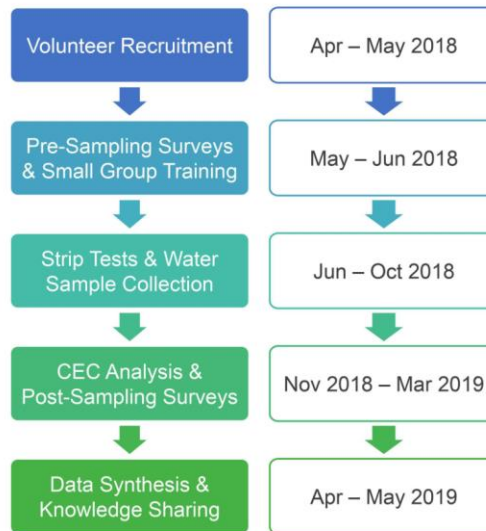 Volunteer Recruitment
Apr – May 2018
Pre-Sampling Surveys
& Small Group Training
May – Jun 2018
Strip Tests & Water
Sample Collection
Jun – Oct 2018
CEC Analysis &
Post-Sampling Surveys
Nov 2018 – Mar 2019
Data Synthesis &
Knowledge Sharing
Apr – May 2019